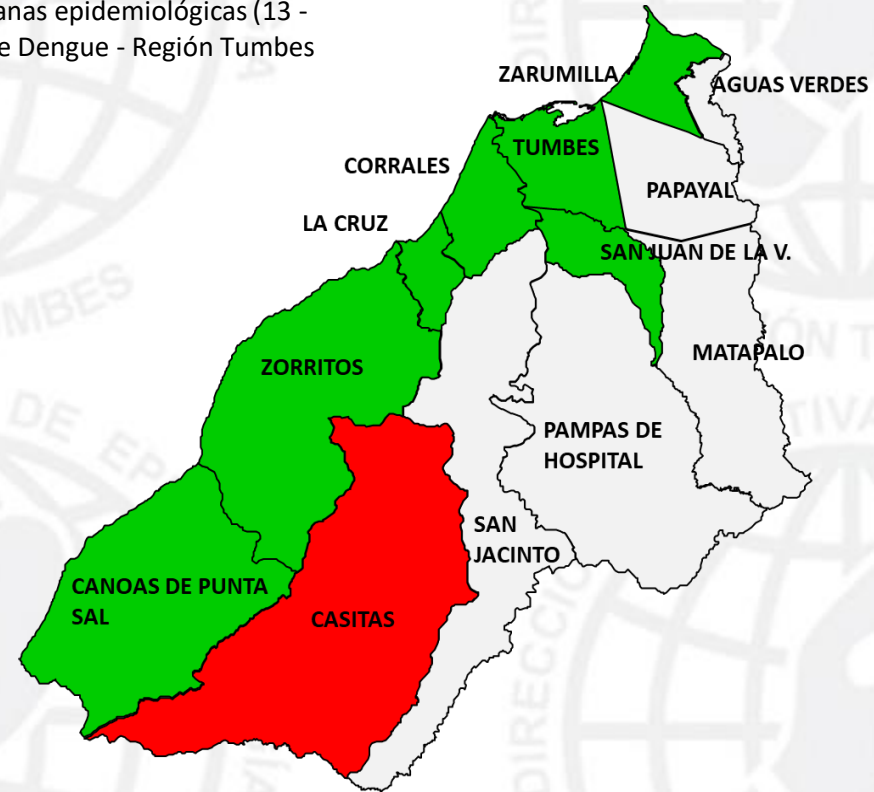 anas epidemiológicas (13 -
e Dengue - Región Tumbes
ZARUMILLA
AGUAS VERDES
TUMBES
CORRALES
PAPAYAL
LA CRUZ
SAN JUAN DE LA V.
MATAPALO
ZORRITOS
PAMPAS DE
HOSPITAL
SAN
JACINTO
CANOAS DE PUNTA
SAL
CASITAS